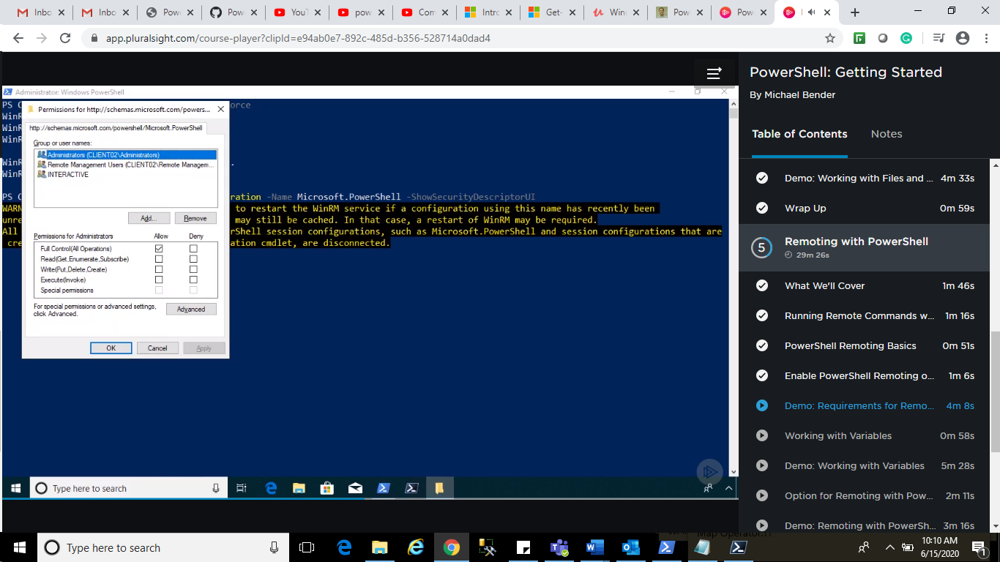 Inbo
Inbo
Powe
Pow
YouT
pow
Com
Intro
Get-
Win
Pow
Pow
app.pluralsight.com/course-player?clipId=e94ab0e7-892c-485d-b356-528714a0dad4
PowerShell: Getting Started
By Michael Bender
Table of Contents
Notes
Demo: Working with Files and ... 4m 33s
Wrap Up 0m 59s
5 Remoting with PowerShell
29m 26s
What We'll Cover 1m 46s
Running Remote Commands w... 1m 16s
PowerShell Remoting Basics 0m 51s
Enable PowerShell Remoting o... 1m 6s
Demo: Requirements for Remo... 4m 8s
Working with Variables 0m 58s
Demo: Working with Variables 5m 28s
Option for Remoting with Pow... 2m 11s
Demo: Remoting with PowerSh... 3m 16s
Administrator: Windows PowerShell
PS C orce
WinR
WinR
WinR
WinR .
WinR
PS C ration -Name Microsoft.PowerShell -ShowSecurityDescriptorUI
WARN to restart the WinRM service if a configuration using this name has recently been
unre may still be cached. In that case, a restart of WinRM may be required.
All rShell session configurations, such as Microsoft.PowerShell and session configurations that are
cre ation cmdlet, are disconnected.
Permissions for http://schemas.microsoft.com/powers...
http://schemas.microsoft.com/powershell/Microsoft.PowerShell
Group or user names:
Administrators (CLIENT02\Administrators)
Remote Management Users (CLIENT02\Remote Managem...
INTERACTIVE
Add... Remove
Permissions for Administrators Allow Deny
Full Control(All Operations)
Read(Get,Enumerate,Subscribe)
Write(Put,Delete,Create)
Execute(Invoke)
Special permissions
For special permissions or advanced settings,
click Advanced.
Advanced
OK Cancel Apply
Type here to search
Type here to search
10:10 AM
6/15/2020
1